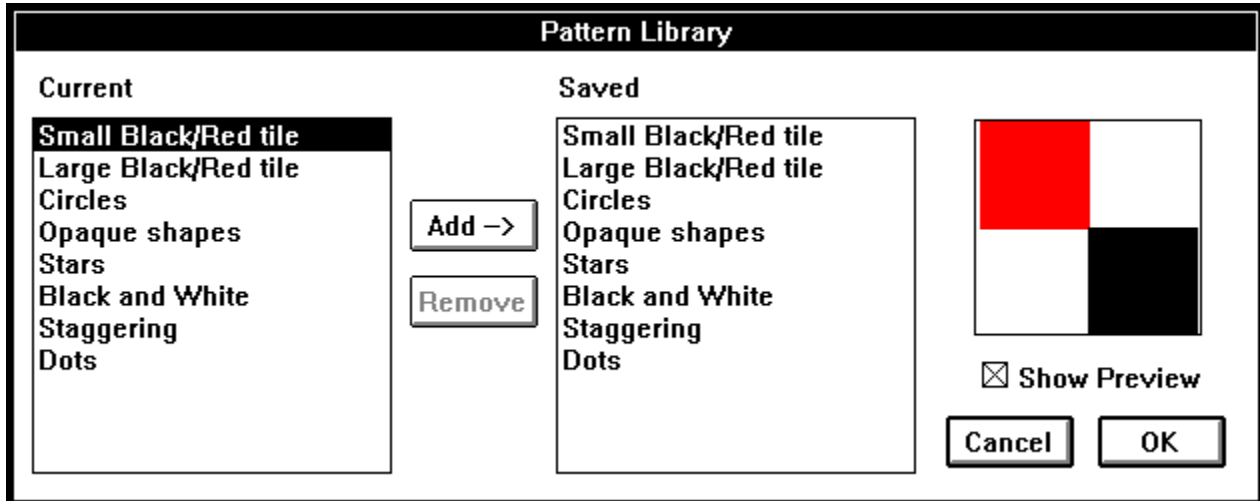 Pattern Library
Current
Small Black/Red tile
Large Black/Red tile
Circles
Opaque shapes
Stars
Black and White
Staggering
Dots
Add –>
Remove
Saved
Small Black/Red tile
Large Black/Red tile
Circles
Opaque shapes
Stars
Black and White
Staggering
Dots
Show Preview
Cancel
OK